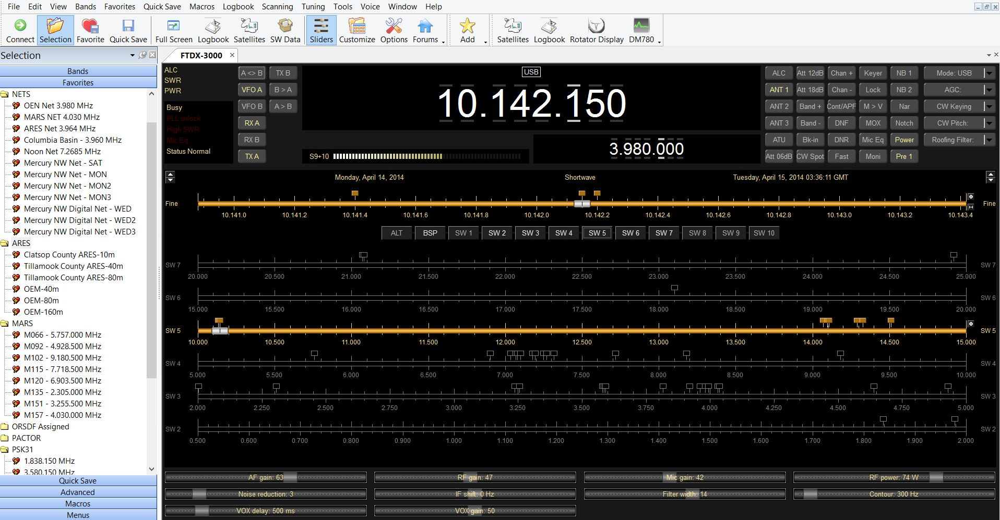 File Edit View Bands Favorites Quick Save Macros Logbook Scanning Tuning Tools Voice Window Help
Connect Selection Favorite Quick Save Full Screen Logbook Satellites SW Data Sliders Customize Options Forums Add Satellites Logbook Rotator Display DM780
Selection
Bands
Favorites
NETS
OEN Net 3.980 MHz
MARS NET 4.030 MHz
ARES Net 3.964 MHz
Columbia Basin - 3.960 MHz
Noon Net 7.2685 MHz
Mercury NW Net - SAT
Mercury NW Net - MON
Mercury NW Net - MON2
Mercury NW Net - MON3
Mercury NW Digital Net - WED
Mercury NW Digital Net - WED2
Mercury NW Digital Net - WED3
ARES
Clatsop County ARES-10m
Tillamook County ARES-40m
Tillamook County ARES-80m
OEM-40m
OEM-80m
OEM-160m
MARS
M066 - 5.757.000 MHz
M092 - 4.928.500 MHz
M102 - 9.180.500 MHz
M115 - 7.718.500 MHz
M120 - 6.903.500 MHz
M135 - 2.305.000 MHz
M151 - 3.255.500 MHz
M157 - 4.030.000 MHz
ORSDF Assigned
PACTOR
PSK31
1.838.150 MHz
3.580.150 MHz
Quick Save
Advanced
Macros
Menus
FTDX-3000
ALC
SWR
PWR
Busy
PLL unlock
High SWR
Mic Eq
Status Normal
A <> B TX B
VFO A B > A
VFO B A > B
RX A
RX B
TX A
USB
10.142.150
S9+10
3.980.000
ALC Att 12dB Chan + Keyer NB 1 Mode: USB
ANT 1 Att 18dB Chan - Lock NB 2 AGC:
ANT 2 Band + Cont/APF M > V Nar CW Keying
ANT 3 Band - DNF MOX Notch CW Pitch:
ATU Bk-in DNR Mic Eq Power Roofing Filter:
Att 06dB CW Spot Fast Moni Pre 1
Monday, April 14, 2014 Shortwave Tuesday, April 15, 2014 03:36:11 GMT
Fine Fine
10.141.0 10.141.2 10.141.4 10.141.6 10.141.8 10.142.0 10.142.2 10.142.4 10.142.6 10.142.8 10.143.0 10.143.2 10.143.4
ALT BSP SW 1 SW 2 SW 3 SW 4 SW 5 SW 6 SW 7 SW 8 SW 9 SW 10
SW 7 SW 7
20.000 20.500 21.000 21.500 22.000 22.500 23.000 23.500 24.000 24.500 25.000
SW 6 SW 6
15.000 15.500 16.000 16.500 17.000 17.500 18.000 18.500 19.000 19.500 20.000
SW 5 SW 5
10.000 10.500 11.000 11.500 12.000 12.500 13.000 13.500 14.000 14.500 15.000
SW 4 SW 4
5.000 5.500 6.000 6.500 7.000 7.500 8.000 8.500 9.000 9.500 10.000
SW 3 SW 3
2.000 2.250 2.500 2.750 3.000 3.250 3.500 3.750 4.000 4.250 4.500 4.750 5.000
SW 2 SW 2
0.500 0.600 0.700 0.800 0.900 1.000 1.100 1.200 1.300 1.400 1.500 1.600 1.700 1.800 1.900 2.000
AF gain: 63 RF gain: 47 Mic gain: 42 RF power: 74 W
Noise reduction: 3 IF shift: 0 Hz Filter width: 14 Contour: 300 Hz
VOX delay: 500 ms VOX gain: 50